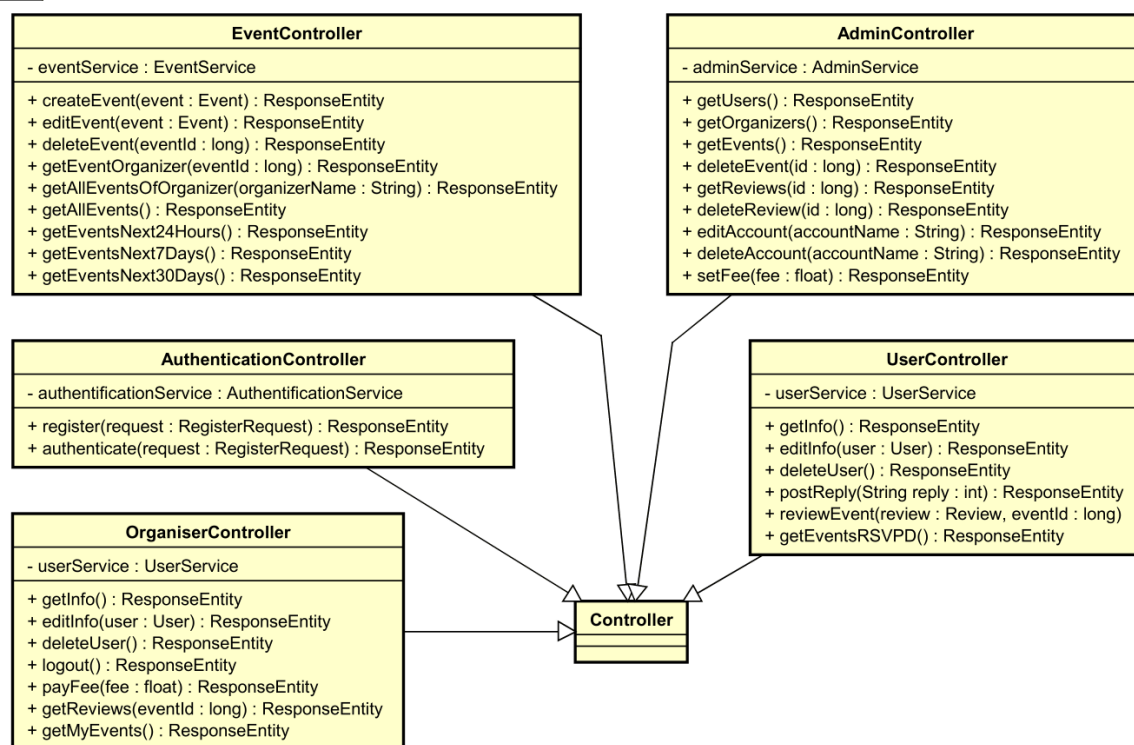 EventController
- eventService : EventService
+ createEvent(event : Event) : ResponseEntity
+ editEvent(event : Event) : ResponseEntity
+ deleteEvent(eventId : long) : ResponseEntity
+ getEventOrganizer(eventId : long) : ResponseEntity
+ getAllEventsOfOrganizer(organizerName : String) : ResponseEntity
+ getAllEvents() : ResponseEntity
+ getEventsNext24Hours() : ResponseEntity
+ getEventsNext7Days() : ResponseEntity
+ getEventsNext30Days() : ResponseEntity
AdminController
- adminService : AdminService
+ getUsers() : ResponseEntity
+ getOrganizers() : ResponseEntity
+ getEvents() : ResponseEntity
+ deleteEvent(id : long) : ResponseEntity
+ getReviews(id : long) : ResponseEntity
+ deleteReview(id : long) : ResponseEntity
+ editAccount(accountName : String) : ResponseEntity
+ deleteAccount(accountName : String) : ResponseEntity
+ setFee(fee : float) : ResponseEntity
AuthenticationController
- authentificationService : AuthentificationService
+ register(request : RegisterRequest) : ResponseEntity
+ authenticate(request : RegisterRequest) : ResponseEntity
UserController
- userService : UserService
+ getInfo() : ResponseEntity
+ editInfo(user : User) : ResponseEntity
+ deleteUser() : ResponseEntity
+ postReply(String reply : int) : ResponseEntity
+ reviewEvent(review : Review, eventId : long)
+ getEventsRSVPD() : ResponseEntity
OrganiserController
- userService : UserService
+ getInfo() : ResponseEntity
+ editInfo(user : User) : ResponseEntity
+ deleteUser() : ResponseEntity
+ logout() : ResponseEntity
+ payFee(fee : float) : ResponseEntity
+ getReviews(eventId : long) : ResponseEntity
+ getMyEvents() : ResponseEntity
Controller